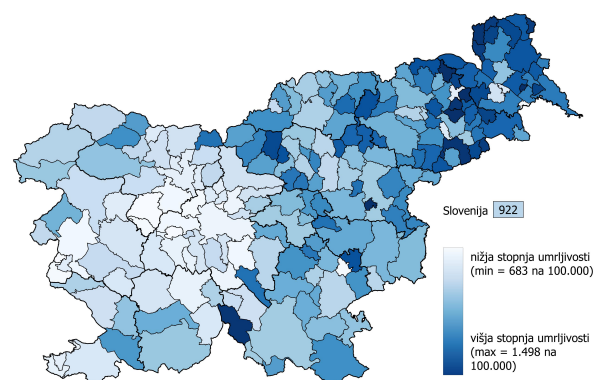 Slovenija 922
nižja stopnja umrljivosti
(min = 683 na 100.000)
višja stopnja umrljivosti
(max = 1.498 na
100.000)